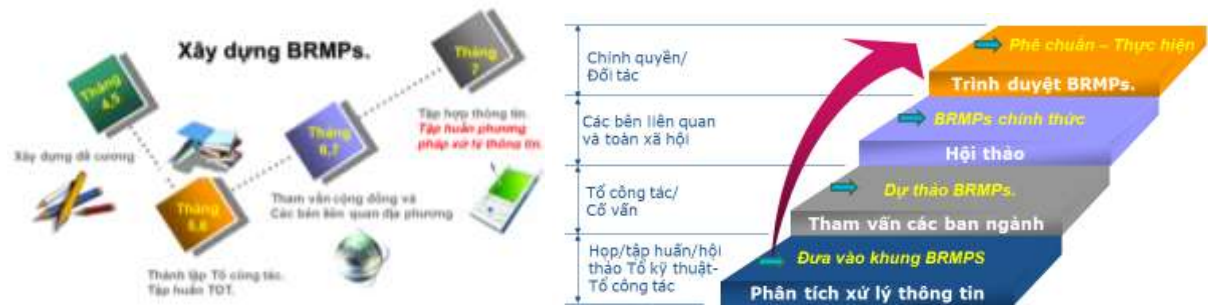 Xây dựng BRMPs.
Tháng
4,5
Xây dựng đề cương
Tháng
5,6
Thành lập Tổ công tác.
Tập huấn TOT.
Tháng
6,7
Tham vấn cộng đồng và
Các bên liên quan địa phương
Tháng
7
Tập hợp thông tin.
Tập huấn phương
pháp xử lý thông tin.
Chính quyền/
Đối tác
Các bên liên quan
và toàn xã hội
Tổ công tác/
Cố vấn
Họp/tập huấn/hội
thảo Tổ kỹ thuật-
Tổ công tác
Phê chuẩn – Thực hiện
Trình duyệt BRMPs.
BRMPs chính thức
Hội thảo
Dự thảo BRMPs.
Tham vấn các ban ngành
Đưa vào khung BRMPS
Phân tích xử lý thông tin